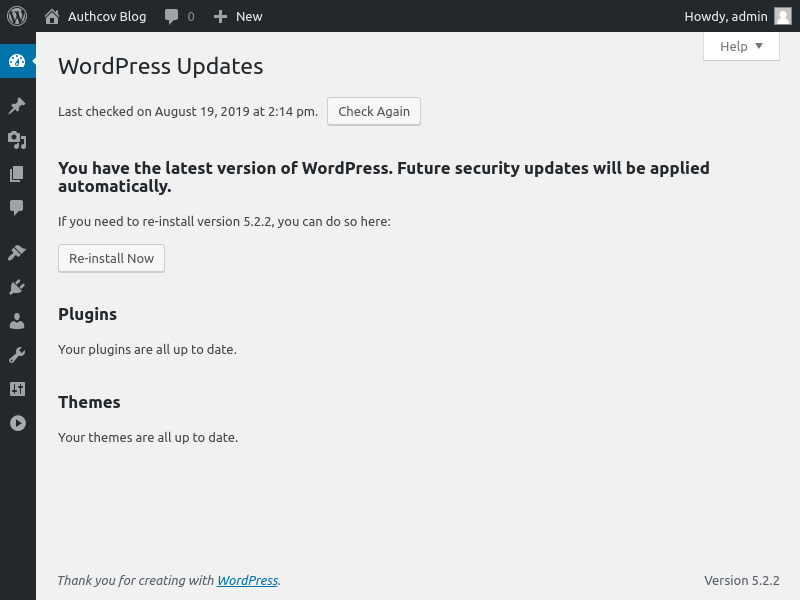 Authcov Blog 0 New Howdy, admin
Help
WordPress Updates
Last checked on August 19, 2019 at 2:14 pm. Check Again
You have the latest version of WordPress. Future security updates will be applied
automatically.
If you need to re-install version 5.2.2, you can do so here:
Re-install Now
Plugins
Your plugins are all up to date.
Themes
Your themes are all up to date.
Thank you for creating with WordPress. Version 5.2.2